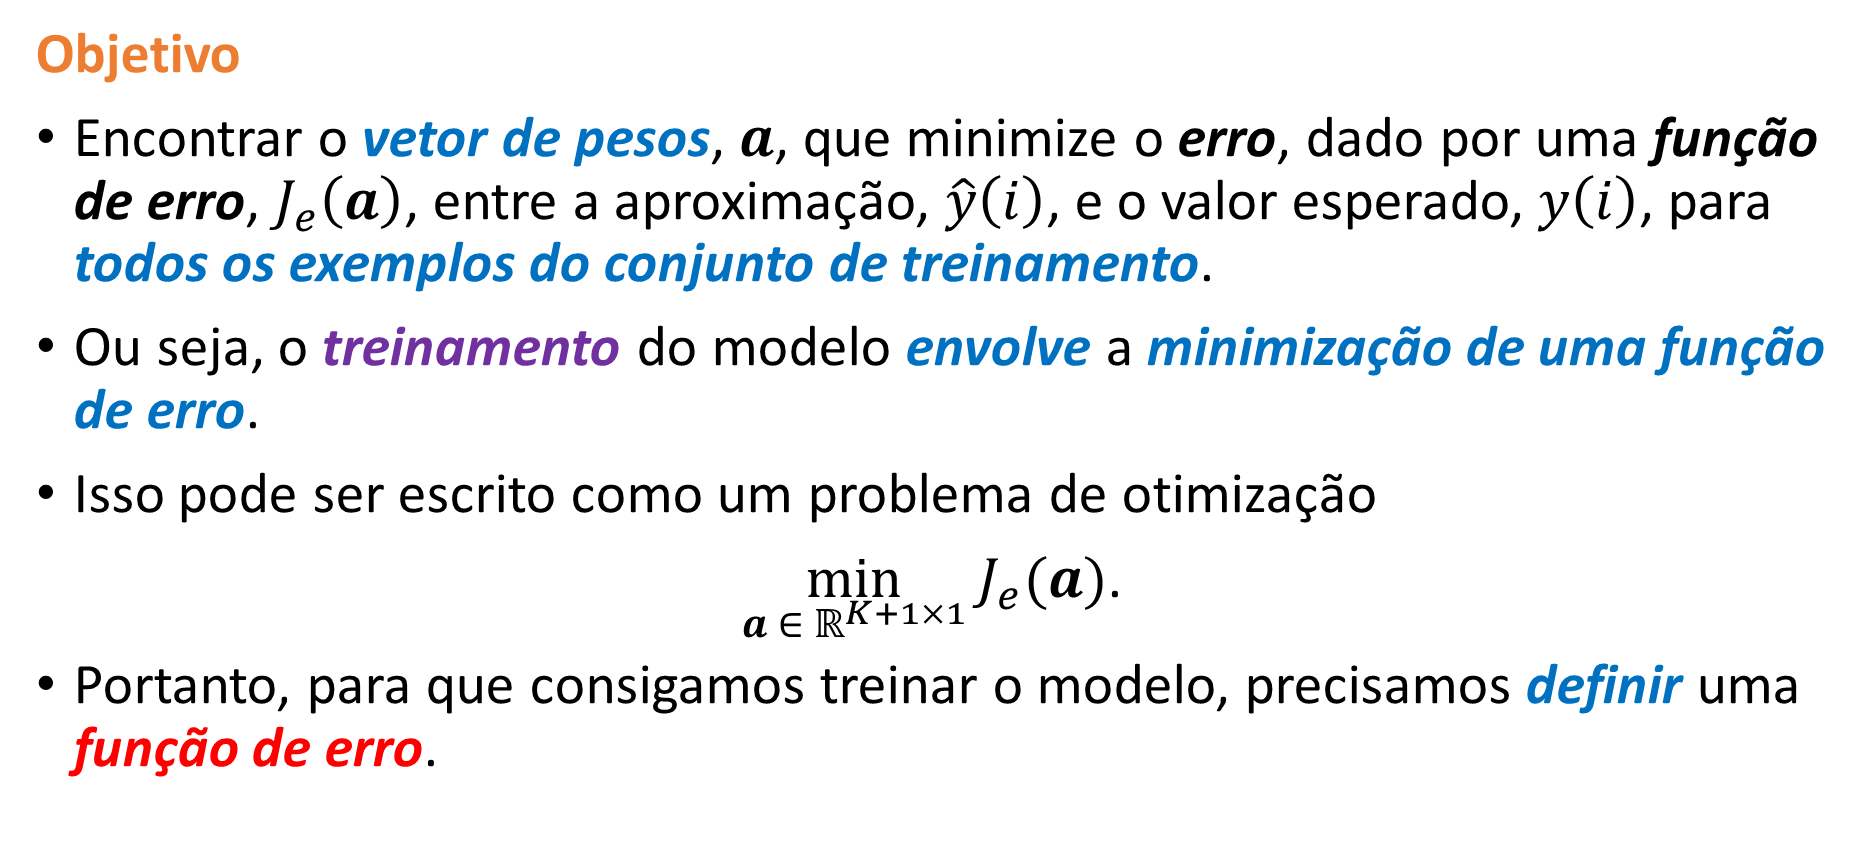 Objetivo
• Encontrar o vetor de pesos, a, que minimize o erro, dado por uma função
de erro, Jₑ(a), entre a aproximação, ŷ(i), e o valor esperado, y(i), para
todos os exemplos do conjunto de treinamento.
• Ou seja, o treinamento do modelo envolve a minimização de uma função
de erro.
• Isso pode ser escrito como um problema de otimização
min Jₑ(a).
a ∈ ℝ^{K+1×1}
• Portanto, para que consigamos treinar o modelo, precisamos definir uma
função de erro.